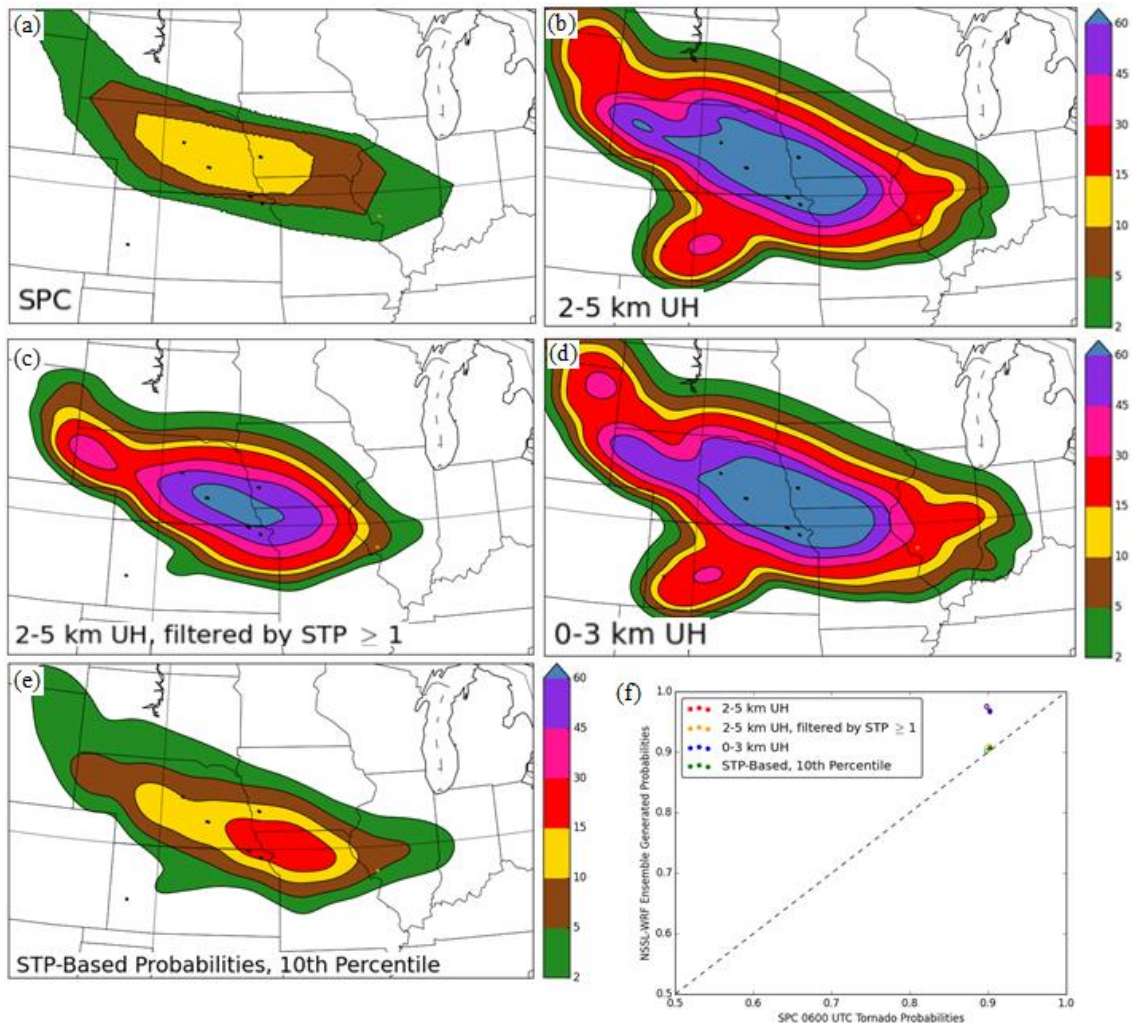 (a)
SPC
(b)
2-5 km UH
60
45
30
15
10
5
2
(c)
2-5 km UH, filtered by STP ≥ 1
(d)
0-3 km UH
60
45
30
15
10
5
2
(e)
STP-Based Probabilities, 10th Percentile
60
45
30
15
10
5
2
(f)
2-5 km UH
2-5 km UH, filtered by STP ≥ 1
0-3 km UH
STP-Based, 10th Percentile
NSSL-WRF Ensemble Generated Probabilities
1.0
0.9
0.8
0.7
0.6
0.5
0.5 0.6 0.7 0.8 0.9 1.0
SPC 0600 UTC Tornado Probabilities